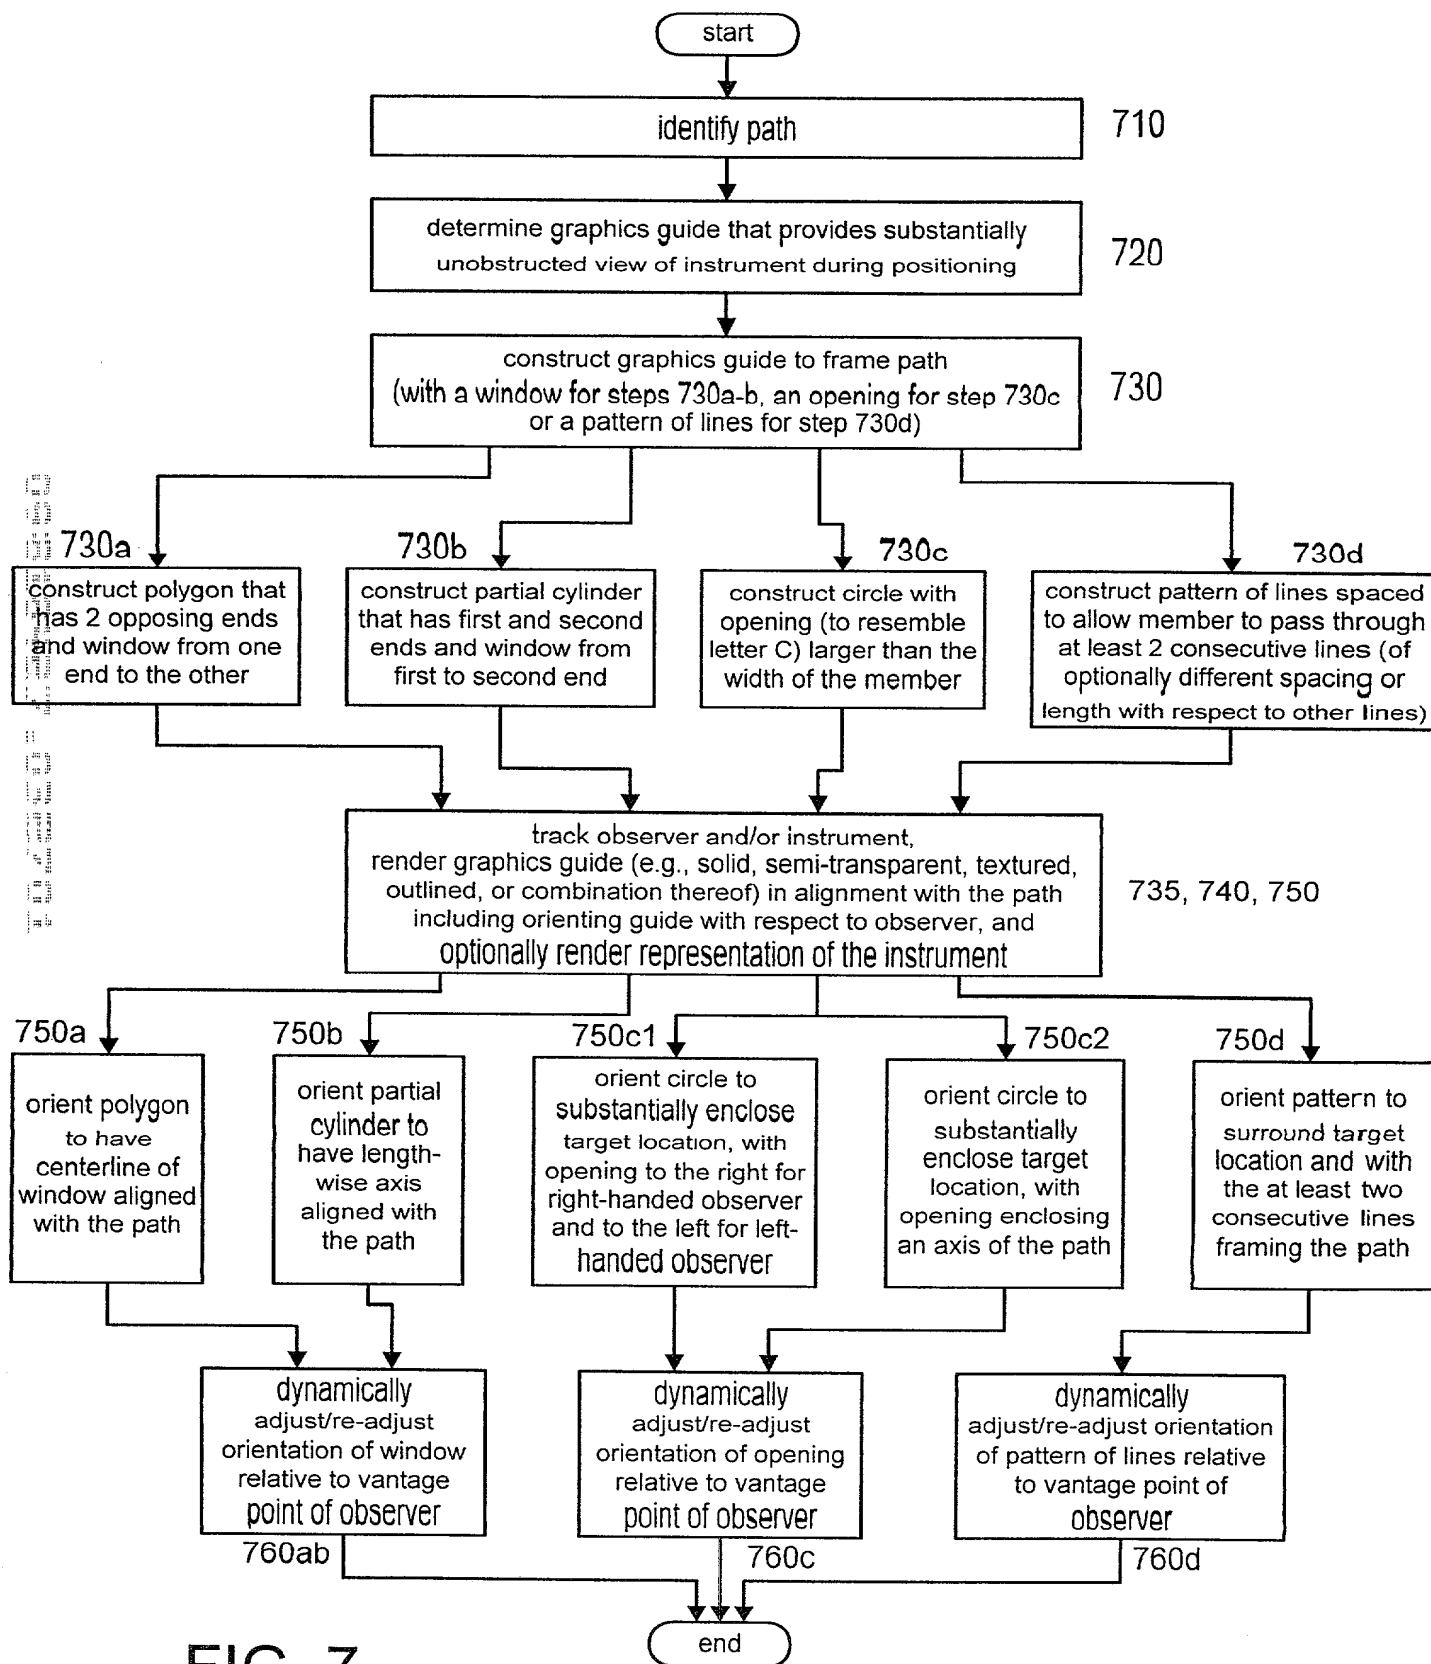 start
identify path
710
determine graphics guide that provides substantially
unobstructed view of instrument during positioning
720
construct graphics guide to frame path
(with a window for steps 730a-b, an opening for step 730c
or a pattern of lines for step 730d)
730
730a
construct polygon that
has 2 opposing ends
and window from one
end to the other
730b
construct partial cylinder
that has first and second
ends and window from
first to second end
730c
construct circle with
opening (to resemble
letter C) larger than the
width of the member
730d
construct pattern of lines spaced
to allow member to pass through
at least 2 consecutive lines (of
optionally different spacing or
length with respect to other lines)
track observer and/or instrument,
render graphics guide (e.g., solid, semi-transparent, textured,
outlined, or combination thereof) in alignment with the path
including orienting guide with respect to observer, and
optionally render representation of the instrument
735, 740, 750
750a
orient polygon
to have
centerline of
window aligned
with the path
750b
orient partial
cylinder to
have length-
wise axis
aligned with
the path
750c1
orient circle to
substantially enclose
target location, with
opening to the right for
right-handed observer
and to the left for left-
handed observer
750c2
orient circle to
substantially
enclose target
location, with
opening enclosing
an axis of the path
750d
orient pattern to
surround target
location and with
the at least two
consecutive lines
framing the path
dynamically
adjust/re-adjust
orientation of window
relative to vantage
point of observer
760ab
dynamically
adjust/re-adjust
orientation of opening
relative to vantage
point of observer
760c
dynamically
adjust/re-adjust orientation
of pattern of lines relative
to vantage point of
observer
760d
end
FIG. 7